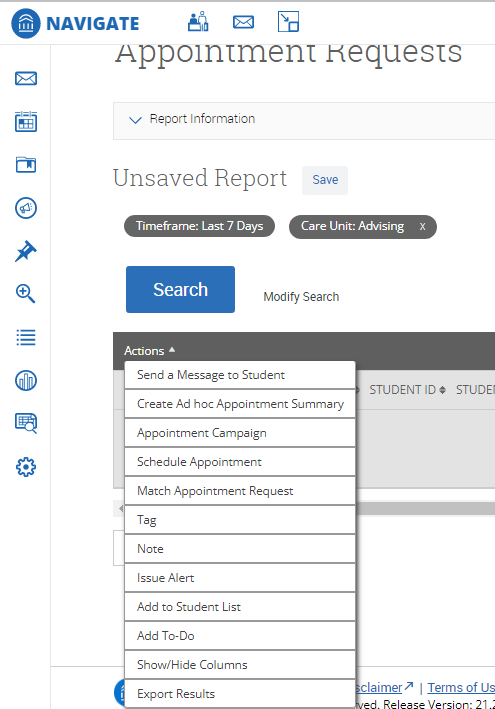 NAVIGATE
Appointment Requests
Report Information
Unsaved Report Save
Timeframe: Last 7 Days Care Unit: Advising x
Search Modify Search
Actions
Send a Message to Student
Create Ad hoc Appointment Summary
STUDENT ID STUDE
Appointment Campaign
Schedule Appointment
Match Appointment Request
Tag
Note
Issue Alert
Add to Student List
Add To-Do
Show/Hide Columns
Export Results
sclaimer | Terms of Us
ved. Release Version: 21.2